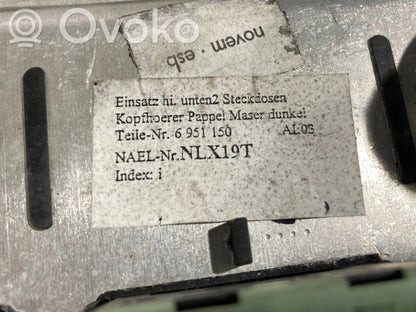 Ovoko
novem - esb
Einsatz hi. unten2 Steckdosen
Kopfhoerer Pappel Maser dunkel
Teile-Nr. 6 951 150 AI:03
NAEL-Nr.NLX19T
Index: i